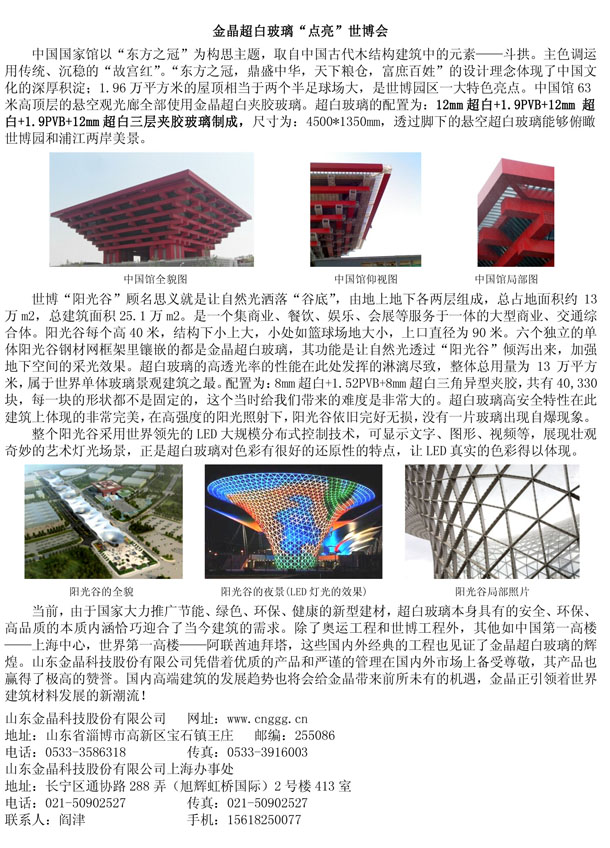 金晶超白玻璃“点亮”世博会
中国国家馆以“东方之冠”为构思主题，取自中国古代木结构建筑中的元素——斗拱。主色调运
用传统、沉稳的“故宫红”。“东方之冠，鼎盛中华，天下粮仓，富庶百姓”的设计理念体现了中国文
化的深厚积淀；1.96万平方米的屋顶相当于两个半足球场大，是世博园区一大特色亮点。中国馆63
米高顶层的悬空观光廊全部使用金晶超白夹胶玻璃。超白玻璃的配置为：12mm超白+1.9PVB+12mm 超
白+1.9PVB+12mm超白三层夹胶玻璃制成，尺寸为：4500*1350mm，透过脚下的悬空超白玻璃能够俯瞰
世博园和浦江两岸美景。
中国馆全貌图 中国馆仰视图 中国馆局部图
世博“阳光谷”顾名思义就是让自然光洒落“谷底”，由地上地下各两层组成，总占地面积约 13
万m2，总建筑面积25.1万m2。是一个集商业、餐饮、娱乐、会展等服务于一体的大型商业、交通综
合体。阳光谷每个高40米，结构下小上大，小处如篮球场地大小，上口直径为90米。六个独立的单
体阳光谷钢材网框架里镶嵌的都是金晶超白玻璃，其功能是让自然光透过“阳光谷”倾泻出来，加强
地下空间的采光效果。超白玻璃的高透光率的性能在此处发挥的淋漓尽致，整体总用量为 13 万平方
米，属于世界单体玻璃景观建筑之最。配置为：8mm超白+1.52PVB+8mm超白三角异型夹胶，共有40,330
块，每一块的形状都不是固定的，这个当时给我们带来的难度是非常大的。超白玻璃高安全特性在此
建筑上体现的非常完美，在高强度的阳光照射下，阳光谷依旧完好无损，没有一片玻璃出现自爆现象。
整个阳光谷采用世界领先的LED大规模分布式控制技术，可显示文字、图形、视频等，展现壮观
奇妙的艺术灯光场景，正是超白玻璃对色彩有很好的还原性的特点，让LED真实的色彩得以体现。
阳光谷的全貌 阳光谷的夜景(LED灯光的效果) 阳光谷局部照片
当前，由于国家大力推广节能、绿色、环保、健康的新型建材，超白玻璃本身具有的安全、环保、
高品质的本质内涵恰巧迎合了当今建筑的需求。除了奥运工程和世博工程外，其他如中国第一高楼
——上海中心，世界第一高楼——阿联酋迪拜塔，这些国内外经典的工程也见证了金晶超白玻璃的辉
煌。山东金晶科技股份有限公司凭借着优质的产品和严谨的管理在国内外市场上备受尊敬，其产品也
赢得了极高的赞誉。国内高端建筑的发展趋势也将会给金晶带来前所未有的机遇，金晶正引领着世界
建筑材料发展的新潮流！
山东金晶科技股份有限公司 网址：www.cnggg.cn
地址：山东省淄博市高新区宝石镇王庄 邮编：255086
电话：0533-3586318 传真：0533-3916003
山东金晶科技股份有限公司上海办事处
地址：长宁区通协路288弄（旭辉虹桥国际）2号楼413室
电话：021-50902527 传真：021-50902527
联系人：阎津 手机：15618250077